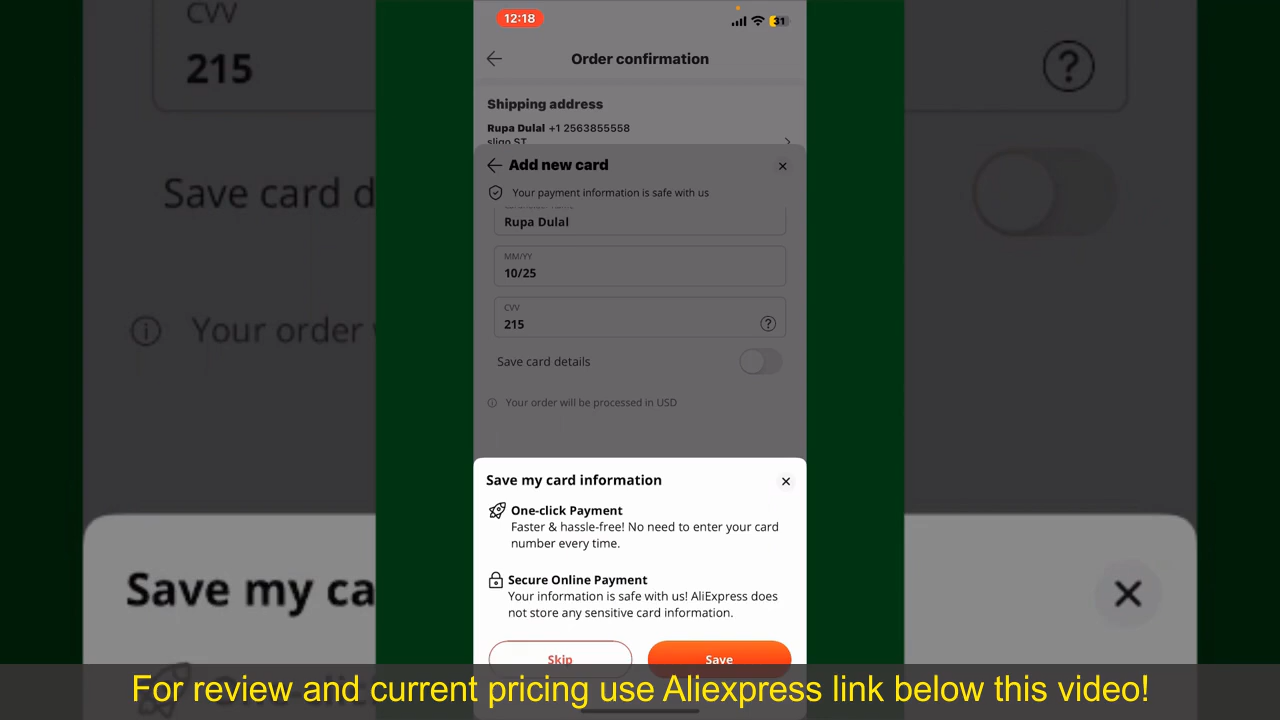 12:18
31
Order confirmation
Shipping address
Rupa Dulal +1 2563855558
sligo ST
Add new card
Your payment information is safe with us
Rupa Dulal
MM/YY
10/25
CVV
215
Save card details
Your order will be processed in USD
Save my card information
One-click Payment
Faster & hassle-free! No need to enter your card
number every time.
Secure Online Payment
Your information is safe with us! AliExpress does
not store any sensitive card information.
Skip
Save
CVV
215
Save card d
Your order
Save my ca
For review and current pricing use Aliexpress link below this video!